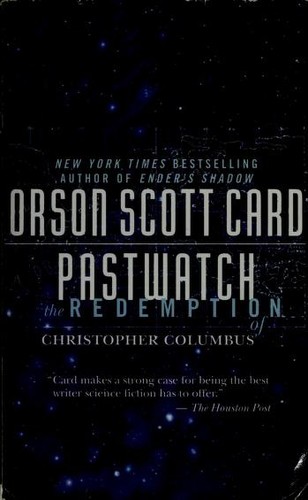 NEW YORK TIMES BESTSELLING
AUTHOR OF ENDER'S SHADOW
ORSON SCOTT CARD
PASTWATCH
the REDEMPTION
of
CHRISTOPHER COLUMBUS
"Card makes a strong case for being the best
writer science fiction has to offer."
— The Houston Post